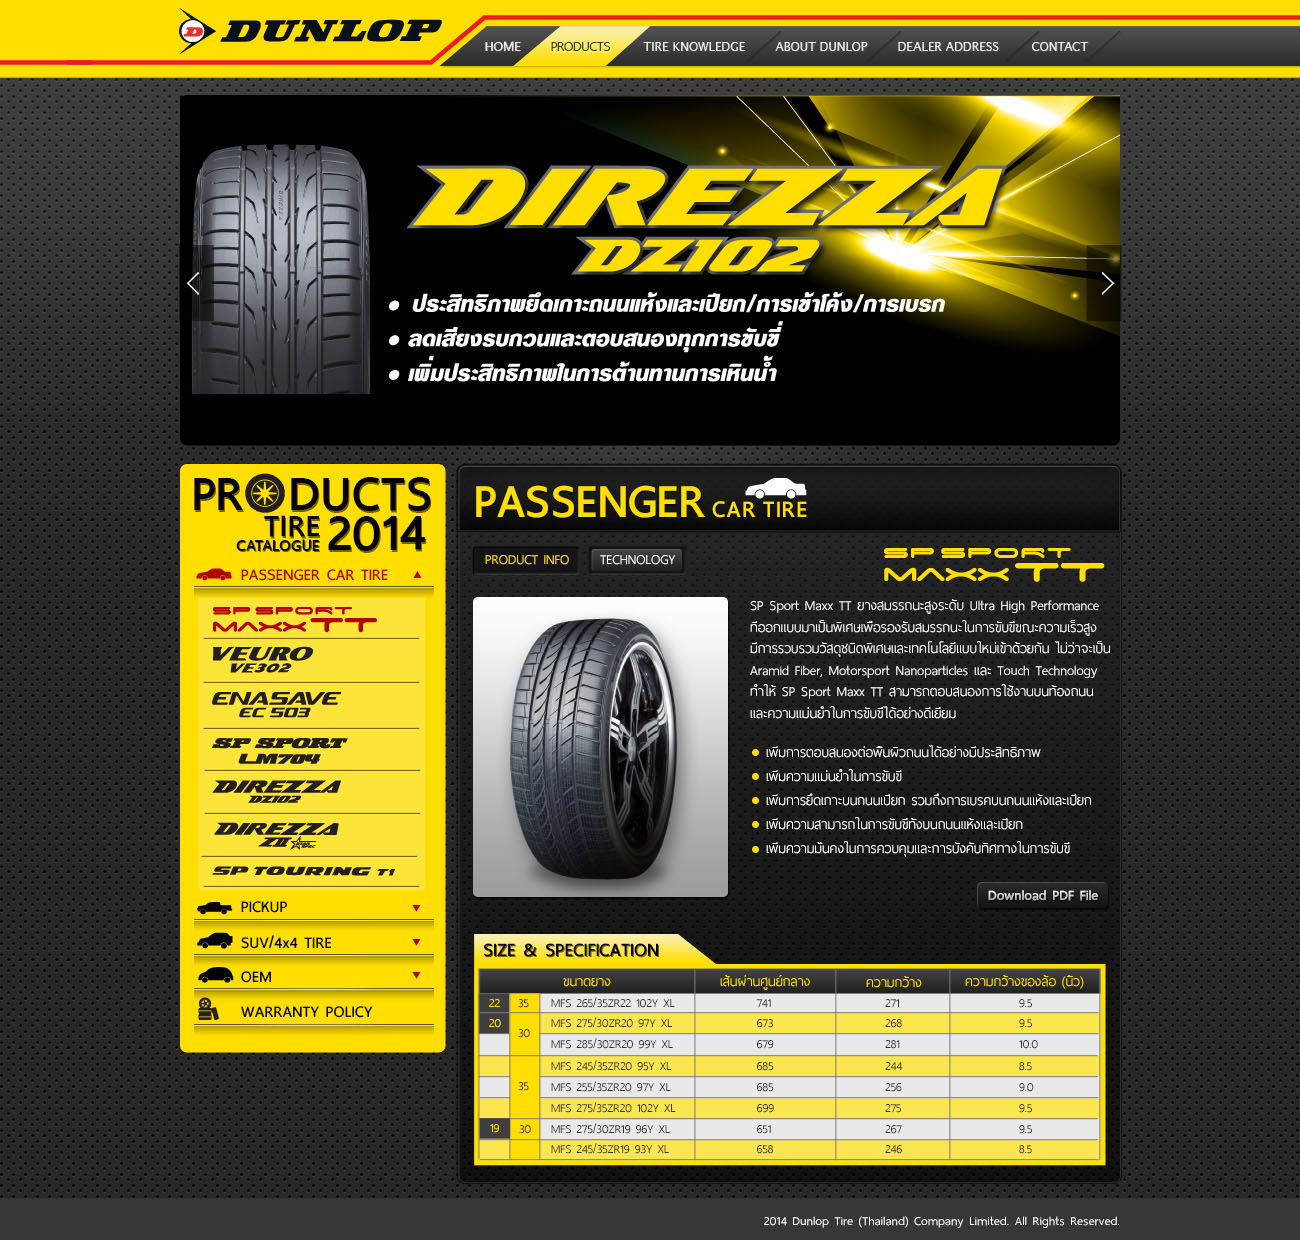 DUNLOP
HOME PRODUCTS TIRE KNOWLEDGE ABOUT DUNLOP DEALER ADDRESS CONTACT
DIREZZA
DZ102
• ประสิทธิภาพยึดเกาะถนนแห้งและเปียก/การเข้าโค้ง/การเบรก
• ลดเสียงรบกวนและตอบสนองทุกการขับขี่
• เพิ่มประสิทธิภาพในการต้านทานการเหินน้ำ
PRODUCTS
TIRE
CATALOGUE 2014
PASSENGER CAR TIRE
SP SPORT
MAXX TT
VEURO
VE302
ENASAVE
EC 503
SP SPORT
LM704
DIREZZA
DZ102
DIREZZA
ZII
SP TOURING T1
PICKUP
SUV/4x4 TIRE
OEM
WARRANTY POLICY
PASSENGER CAR TIRE
PRODUCT INFO TECHNOLOGY
SP SPORT
MAXX TT
SP Sport Maxx TT ยางสมรรถนะสูงระดับ Ultra High Performance
ที่ออกแบบมาเป็นพิเศษเพื่อรองรับสมรรถนะในการขับขี่ขณะความเร็วสูง
มีการรวบรวมวัสดุชนิดพิเศษและเทคโนโลยีแบบใหม่เข้าด้วยกัน ไม่ว่าจะเป็น
Aramid Fiber, Motorsport Nanoparticles และ Touch Technology
ทำให้ SP Sport Maxx TT สามารถตอบสนองการใช้งานบนท้องถนน
และความแม่นยำในการขับขี่ได้อย่างดีเยี่ยม
เพิ่มการตอบสนองต่อพื้นผิวถนนได้อย่างมีประสิทธิภาพ
เพิ่มความแม่นยำในการขับขี่
เพิ่มการยึดเกาะบนถนนเปียก รวมถึงการเบรคบนถนนแห้งและเปียก
เพิ่มความสามารถในการขับขี่ทั้งบนถนนแห้งและเปียก
เพิ่มความมั่นคงในการควบคุมและการบังคับทิศทางในการขับขี่
Download PDF File
SIZE & SPECIFICATION
ขนาดยาง เส้นผ่านศูนย์กลาง ความกว้าง ความกว้างของล้อ (นิ้ว)
22 35 MFS 265/35ZR22 102Y XL 741 271 9.5
20 30 MFS 275/30ZR20 97Y XL 673 268 9.5
MFS 285/30ZR20 99Y XL 679 281 10.0
35 MFS 245/35ZR20 95Y XL 685 244 8.5
MFS 255/35ZR20 97Y XL 685 256 9.0
MFS 275/35ZR20 102Y XL 699 275 9.5
19 30 MFS 275/30ZR19 96Y XL 651 267 9.5
MFS 245/35ZR19 93Y XL 658 246 8.5
2014 Dunlop Tire (Thailand) Company Limited. All Rights Reserved.